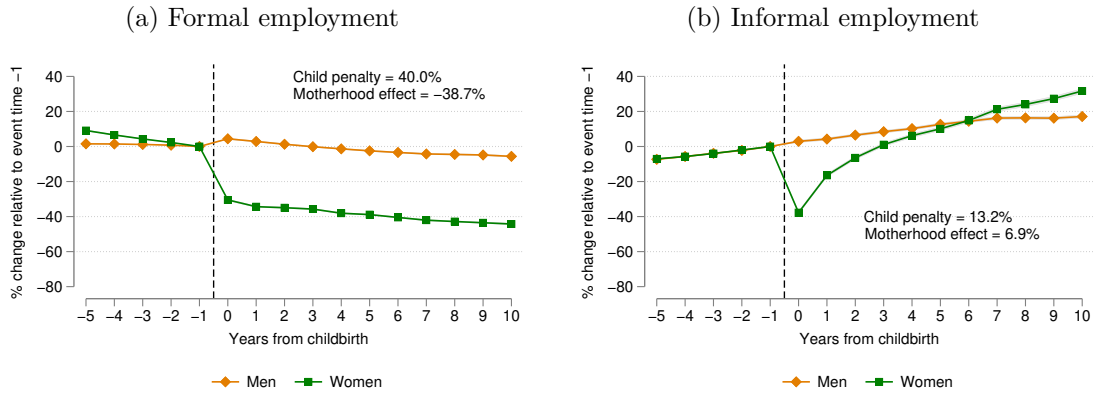 (a) Formal employment
% change relative to event time −1
40
20
0
−20
−40
−60
−80
Child penalty = 40.0%
Motherhood effect = −38.7%
−5 −4 −3 −2 −1 0 1 2 3 4 5 6 7 8 9 10
Years from childbirth
Men Women
(b) Informal employment
% change relative to event time −1
40
20
0
−20
−40
−60
−80
Child penalty = 13.2%
Motherhood effect = 6.9%
−5 −4 −3 −2 −1 0 1 2 3 4 5 6 7 8 9 10
Years from childbirth
Men Women